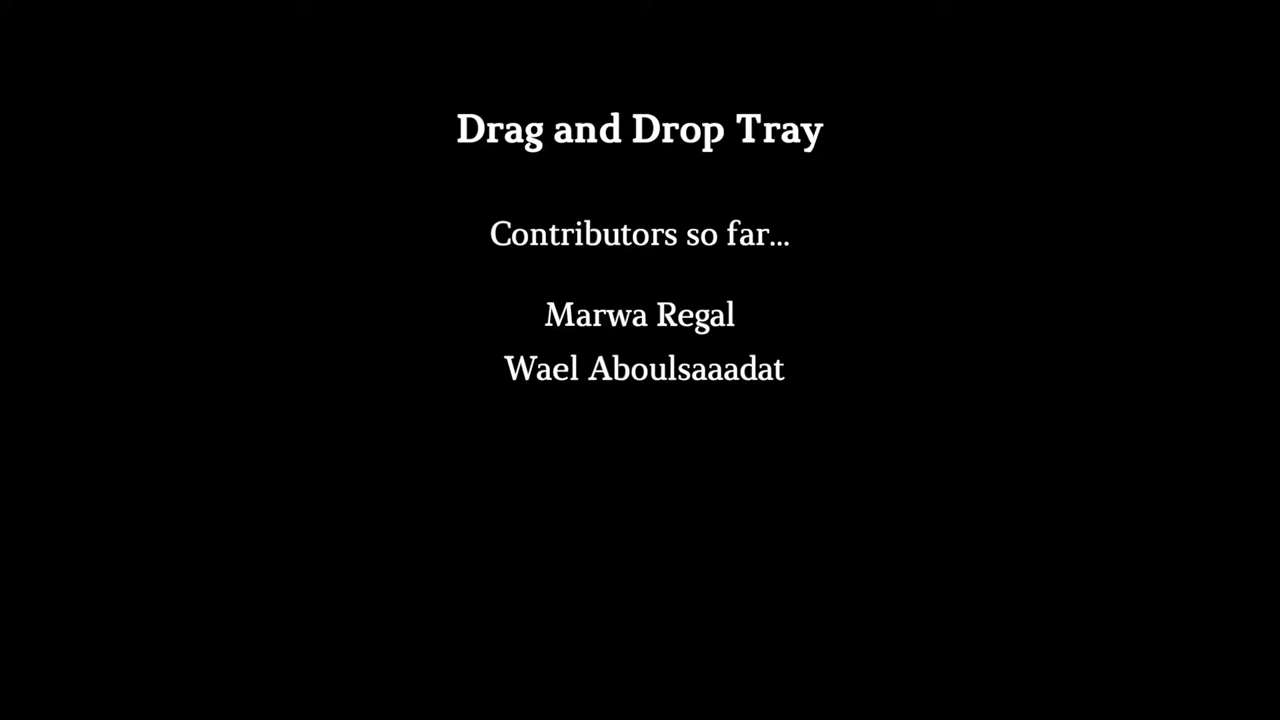 Drag and Drop Tray
Contributors so far...
Marwa Regal
Wael Aboulsaaadat